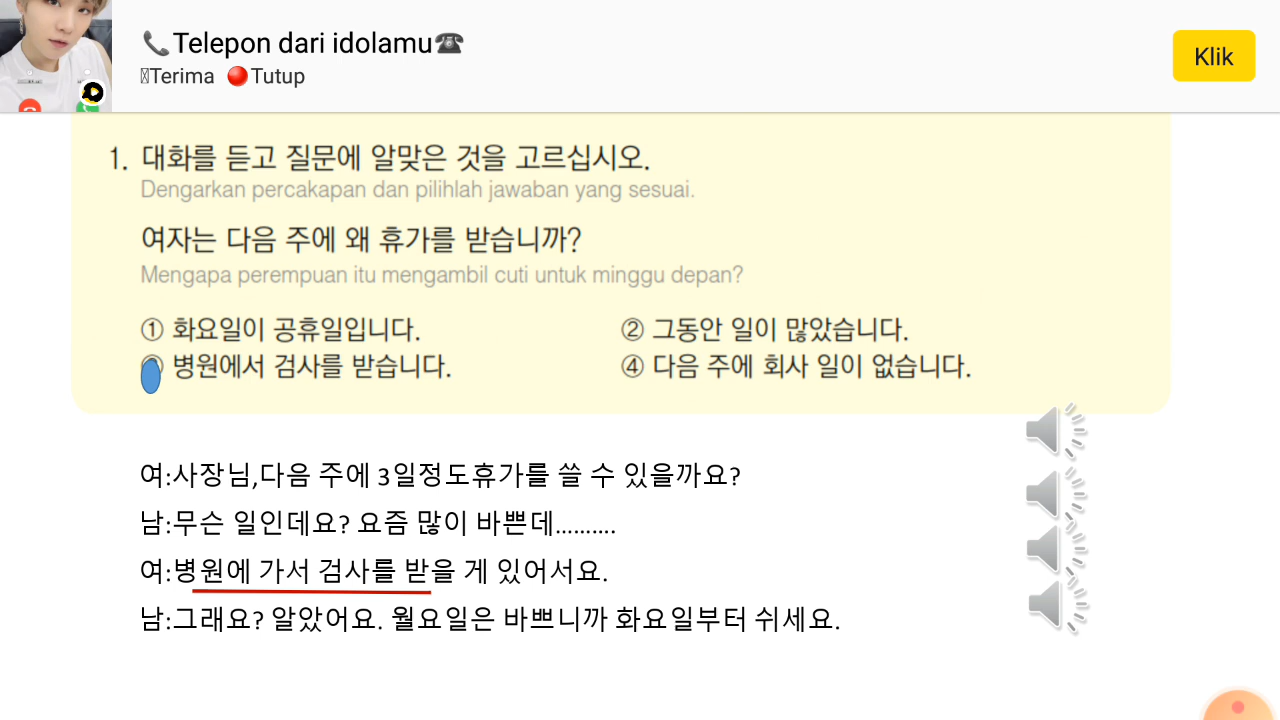 📞Telepon dari idolamu☎
Terima 🔴Tutup
Klik
1. 대화를 듣고 질문에 알맞은 것을 고르십시오.
Dengarkan percakapan dan pilihlah jawaban yang sesuai.
여자는 다음 주에 왜 휴가를 받습니까?
Mengapa perempuan itu mengambil cuti untuk minggu depan?
① 화요일이 공휴일입니다. ② 그동안 일이 많았습니다.
병원에서 검사를 받습니다. ④ 다음 주에 회사 일이 없습니다.
여:사장님,다음 주에 3일정도휴가를 쓸 수 있을까요?
남:무슨 일인데요? 요즘 많이 바쁜데..........
여:병원에 가서 검사를 받을 게 있어서요.
남:그래요? 알았어요. 월요일은 바쁘니까 화요일부터 쉬세요.